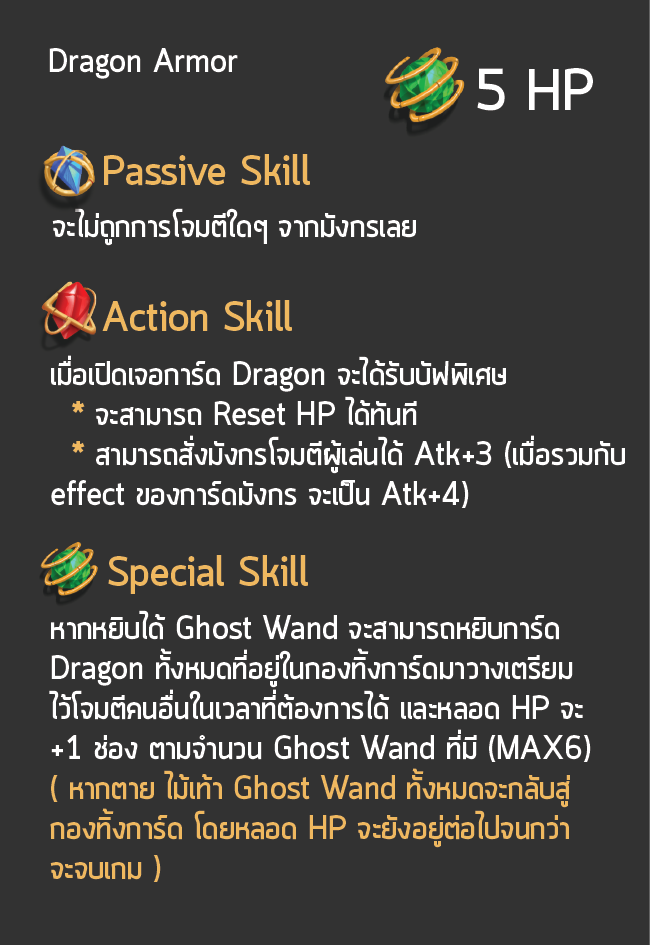 Dragon Armor
5 HP
Passive Skill
จะไม่ถูกการโจมตีใดๆ จากมังกรเลย
Action Skill
เมื่อเปิดเจอการ์ด Dragon จะได้รับบัฟพิเศษ
* จะสามารถ Reset HP ได้ทันที
* สามารถสั่งมังกรโจมตีผู้เล่นได้ Atk+3 (เมื่อรวมกับ
effect ของการ์ดมังกร จะเป็น Atk+4)
Special Skill
หากหยิบได้ Ghost Wand จะสามารถหยิบการ์ด
Dragon ทั้งหมดที่อยู่ในกองทิ้งการ์ดมาวางเตรียม
ไว้โจมตีคนอื่นในเวลาที่ต้องการได้ และหลอด HP จะ
+1 ช่อง ตามจำนวน Ghost Wand ที่มี (MAX6)
( หากตาย ไม้เท้า Ghost Wand ทั้งหมดจะกลับสู่
กองทิ้งการ์ด โดยหลอด HP จะยังอยู่ต่อไปจนกว่า
จะจบเกม )